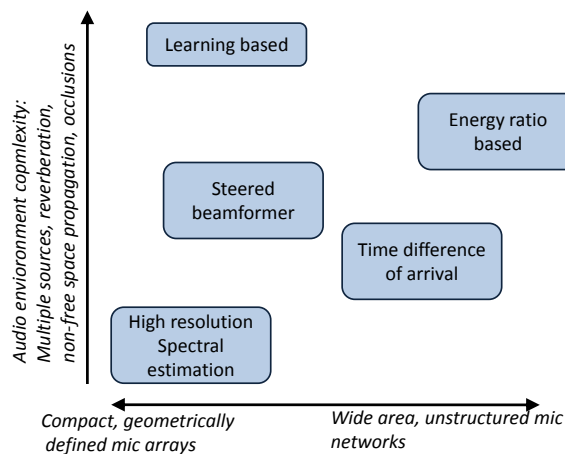 Audio envioronment copmlexity:
Multiple sources, reverberation,
non-free space propagation, occlusions
Learning based
Energy ratio
based
Steered
beamformer
Time difference
of arrival
High resolution
Spectral
estimation
Compact, geometrically
defined mic arrays
Wide area, unstructured mic
networks